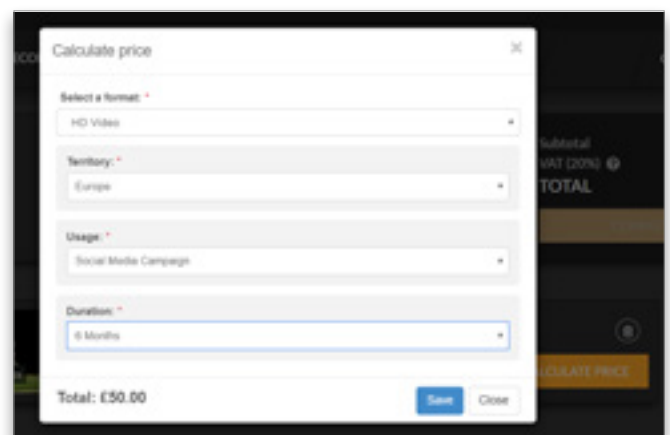 Calculate price ×
Select a format: *
HD Video
Territory: *
Europe
Usage: *
Social Media Campaign
Duration: *
6 Months
Total: £50.00
Save Close
Subtotal
VAT (20%)
TOTAL
CALCULATE PRICE